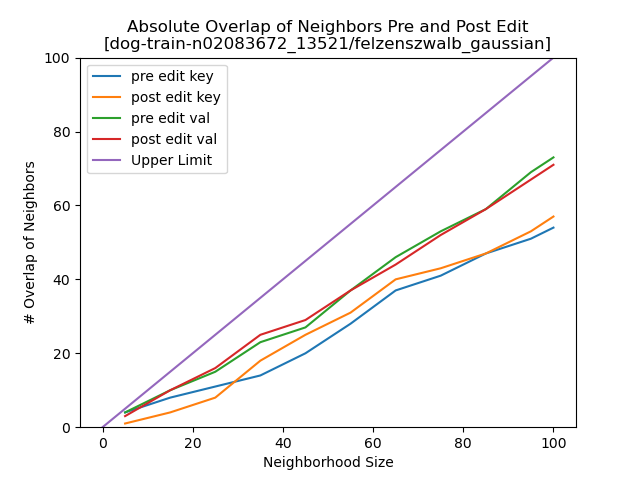 Absolute Overlap of Neighbors Pre and Post Edit
[dog-train-n02083672_13521/felzenszwalb_gaussian]
pre edit key
post edit key
pre edit val
post edit val
Upper Limit
# Overlap of Neighbors
100
80
60
40
20
0
0 20 40 60 80 100
Neighborhood Size